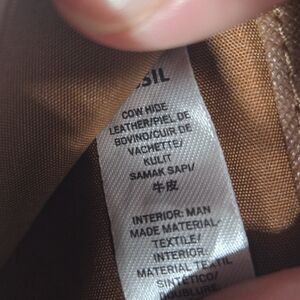 SIL
COW HIDE
LEATHER/PIEL DE
BOVINO/CUIR DE
VACHETTE/
KULIT
SAMAK SAPI/
牛皮
INTERIOR: MAN
MADE MATERIAL-
TEXTILE/
INTERIOR:
MATERIAL TEXTIL
SINTÉTICO/